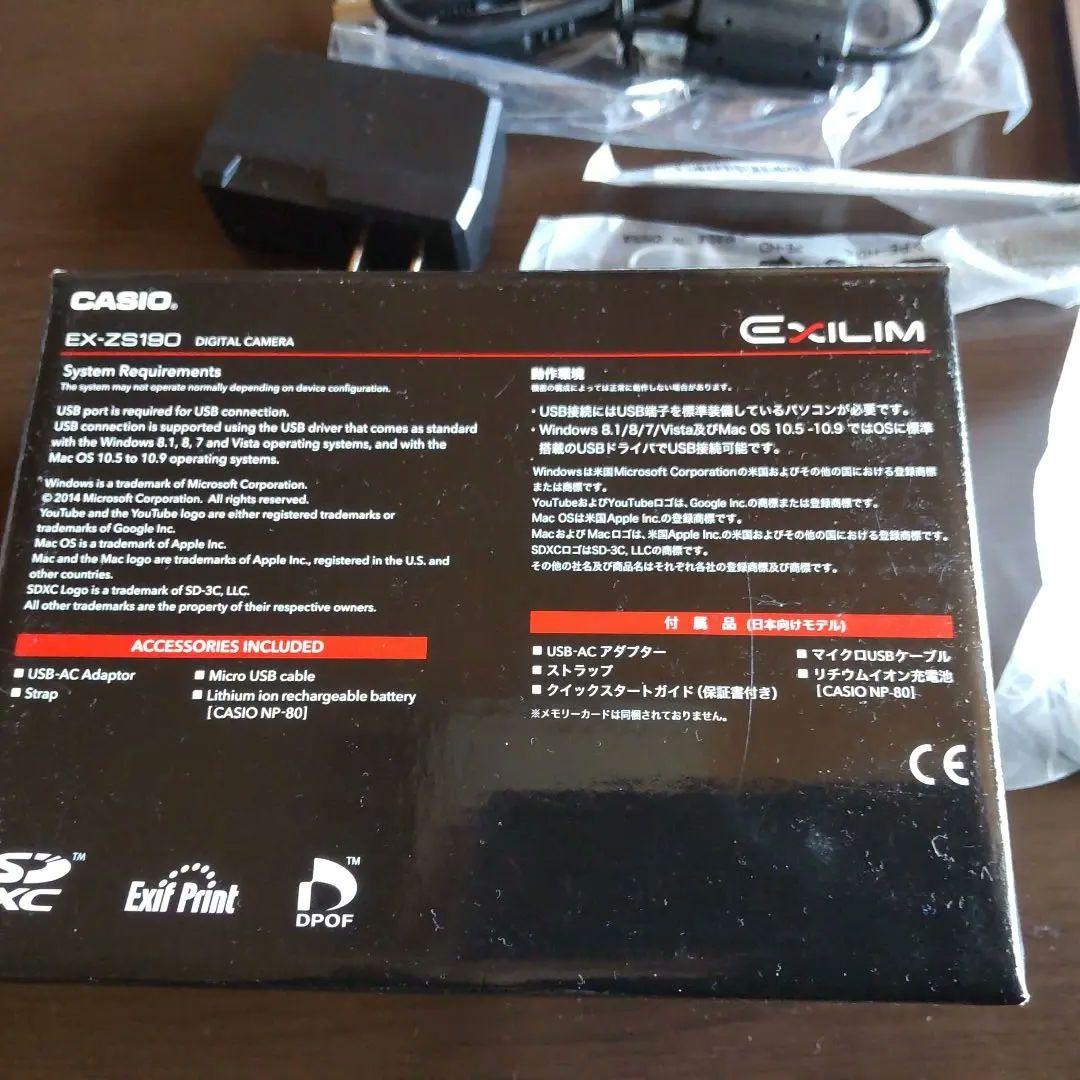 CASIO®
EX-ZS190 DIGITAL CAMERA
EXILIM
System Requirements
The system may not operate normally depending on device configuration.
USB port is required for USB connection.
USB connection is supported using the USB driver that comes as standard
with the Windows 8.1, 8, 7 and Vista operating systems, and with the
Mac OS 10.5 to 10.9 operating systems.
Windows is a trademark of Microsoft Corporation.
© 2014 Microsoft Corporation. All rights reserved.
YouTube and the YouTube logo are either registered trademarks or
trademarks of Google Inc.
Mac OS is a trademark of Apple Inc.
Mac and the Mac logo are trademarks of Apple Inc., registered in the U.S. and
other countries.
SDXC Logo is a trademark of SD-3C, LLC.
All other trademarks are the property of their respective owners.
ACCESSORIES INCLUDED
■ USB-AC Adaptor
■ Strap
■ Micro USB cable
■ Lithium ion rechargeable battery
[CASIO NP-80]
動作環境
機器の構成によっては正常に動作しない場合があります。
・USB接続にはUSB端子を標準装備しているパソコンが必要です。
・Windows 8.1/8/7/Vista及びMac OS 10.5 -10.9 ではOSに標準
搭載のUSBドライバでUSB接続可能です。
Windowsは米国Microsoft Corporationの米国およびその他の国における登録商標
または商標です。
YouTubeおよびYouTubeロゴは、Google Inc.の商標または登録商標です。
Mac OSは米国Apple Inc.の登録商標です。
MacおよびMacロゴは、米国Apple Inc.の米国およびその他の国における登録商標です。
SDXCロゴはSD-3C, LLCの商標です。
その他の社名及び商品名はそれぞれ各社の登録商標及び商標です。
付属品 (日本向けモデル)
■ USB-AC アダプター
■ ストラップ
■ クイックスタートガイド (保証書付き)
■ マイクロUSBケーブル
■ リチウムイオン充電池
[CASIO NP-80]
※メモリーカードは同梱されておりません。
CE
SD XC™
Exif Print
DPOF™